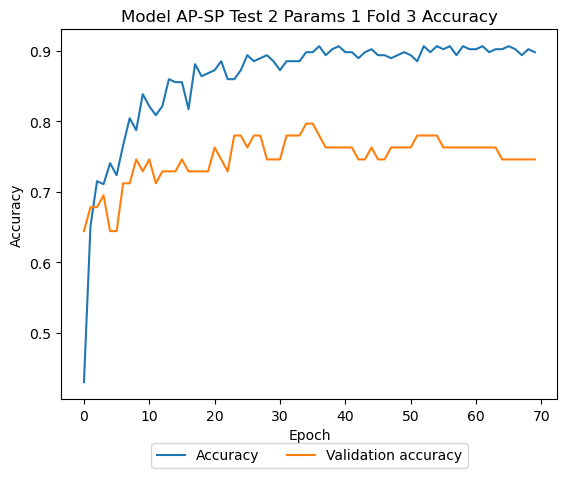 Model AP-SP Test 2 Params 1 Fold 3 Accuracy
0.9
0.8
0.7
0.6
0.5
Accuracy
0 10 20 30 40 50 60 70
Epoch
Accuracy Validation accuracy